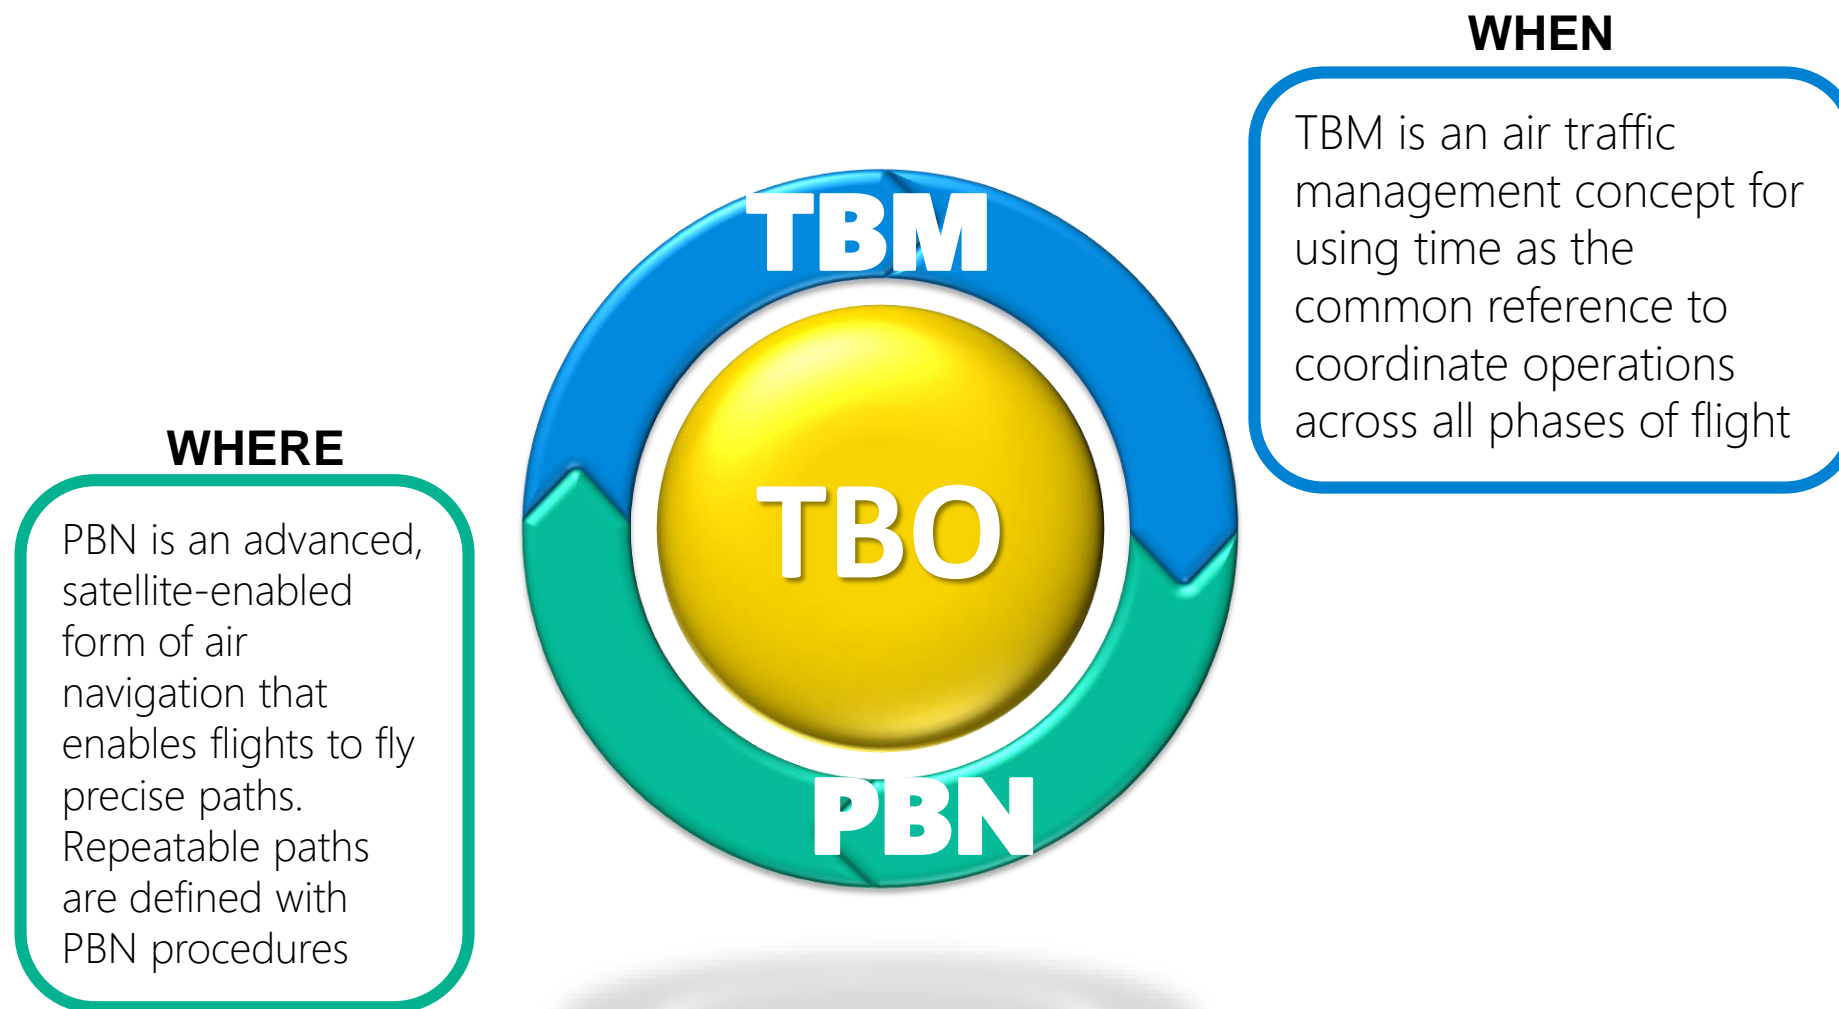 WHEN
TBM is an air traffic
management concept for
using time as the
common reference to
coordinate operations
across all phases of flight
TBM
TBO
PBN
WHERE
PBN is an advanced,
satellite-enabled
form of air
navigation that
enables flights to fly
precise paths.
Repeatable paths
are defined with
PBN procedures